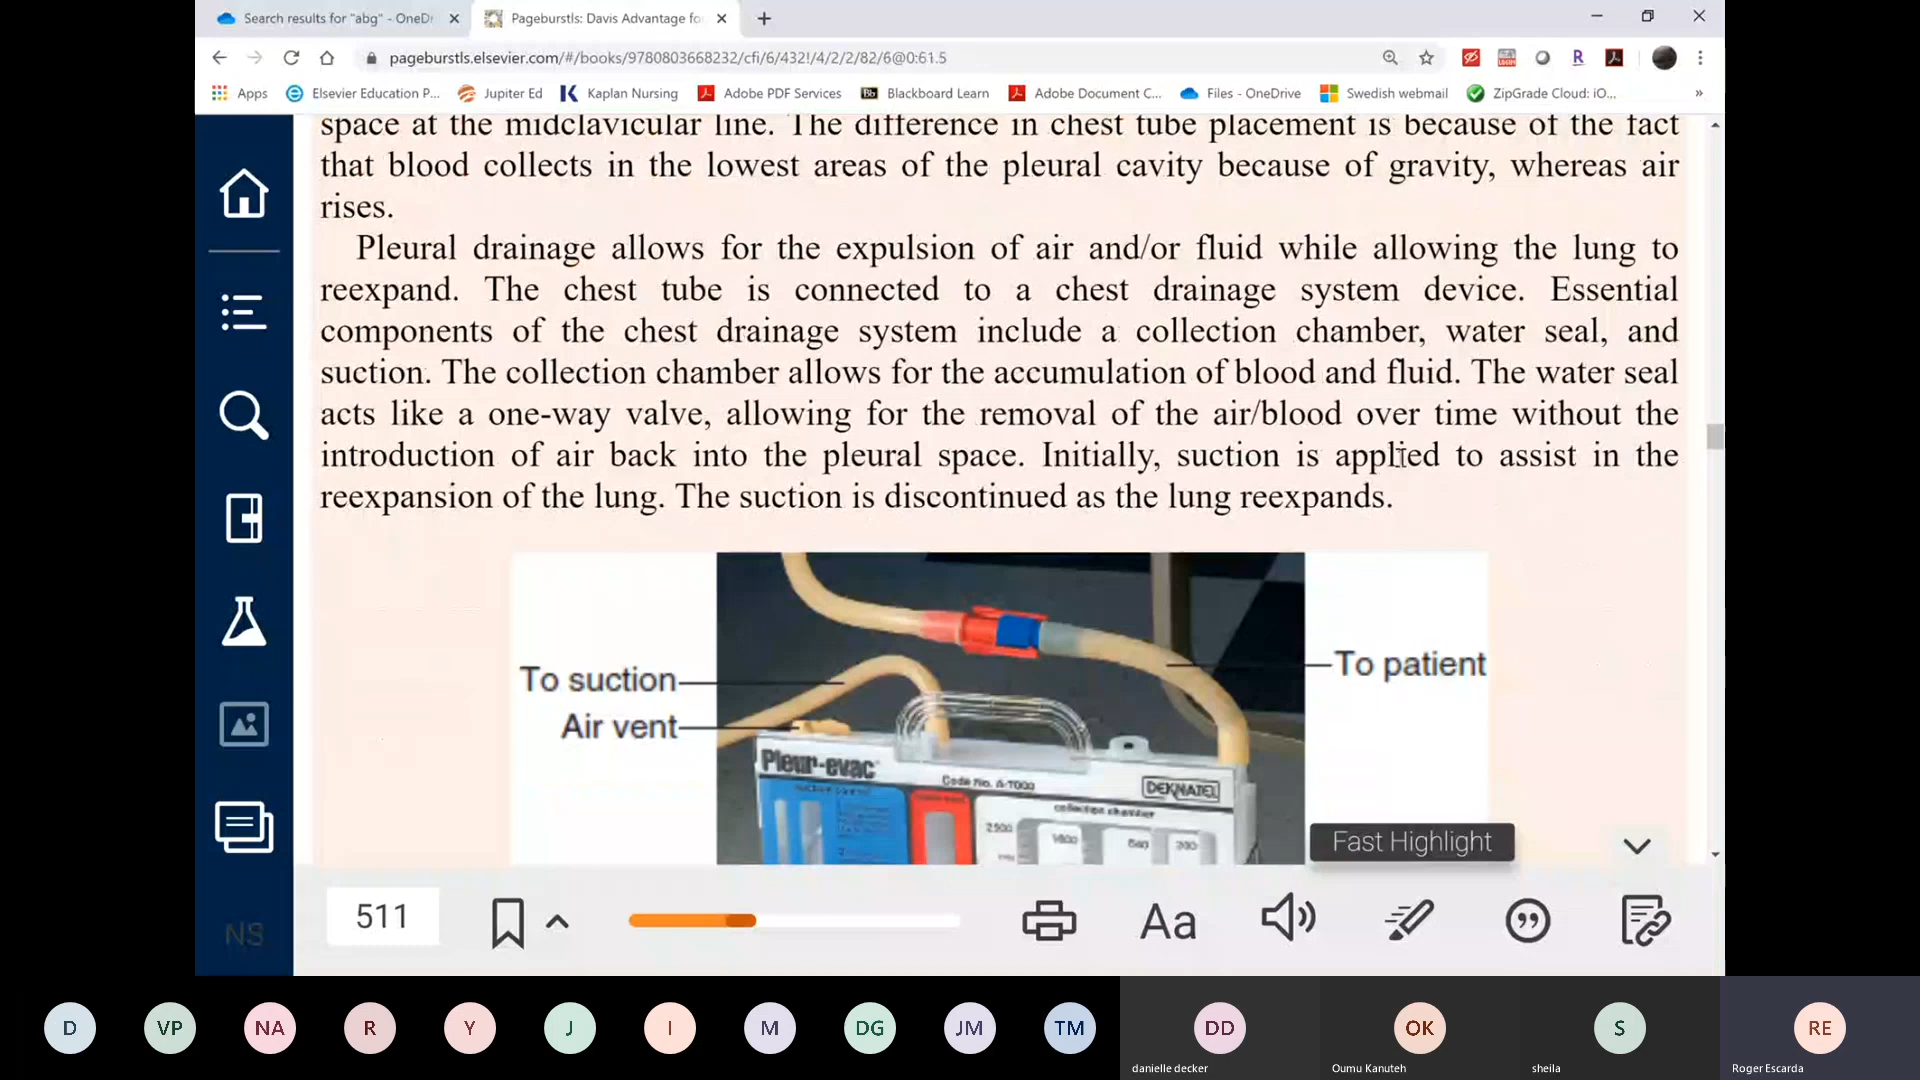 Search results for "abg" - OneDr
Pageburstls: Davis Advantage fo
pageburstls.elsevier.com/#/books/9780803668232/cfi/6/432!/4/2/2/82/6@0:61.5
Apps Elsevier Education P... Jupiter Ed Kaplan Nursing Adobe PDF Services Blackboard Learn Adobe Document C... Files - OneDrive Swedish webmail ZipGrade Cloud: iO... »
space at the midclavicular line. The difference in chest tube placement is because of the fact
that blood collects in the lowest areas of the pleural cavity because of gravity, whereas air
rises.
Pleural drainage allows for the expulsion of air and/or fluid while allowing the lung to
reexpand. The chest tube is connected to a chest drainage system device. Essential
components of the chest drainage system include a collection chamber, water seal, and
suction. The collection chamber allows for the accumulation of blood and fluid. The water seal
acts like a one-way valve, allowing for the removal of the air/blood over time without the
introduction of air back into the pleural space. Initially, suction is applied to assist in the
reexpansion of the lung. The suction is discontinued as the lung reexpands.
To suction
To patient
Air vent
Pleur-evac
Code No. A-7000
DEKNATEL
collection chamber
2500
Fast Highlight
511
Aa
NS
D VP NA R Y J I M DG JM TM DD OK S RE
danielle decker
Oumu Kanuteh
sheila
Roger Escarda